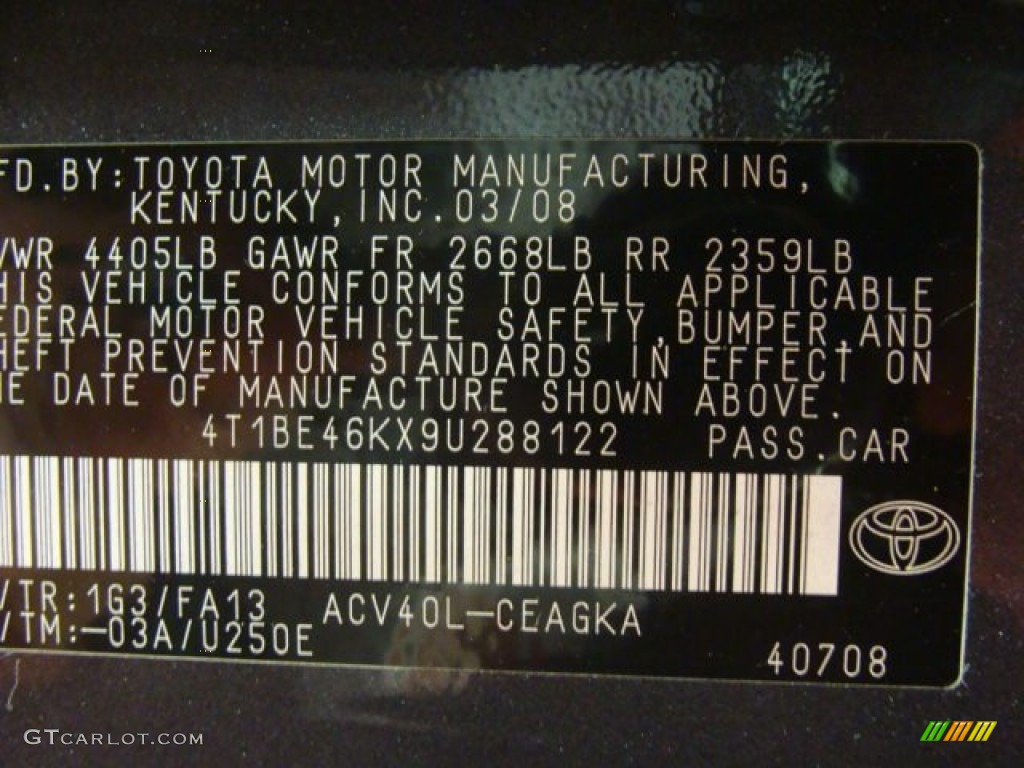 FD.BY:TOYOTA MOTOR MANUFACTURING,
KENTUCKY,INC.03/08
VWR 4405LB GAWR FR 2668LB RR 2359LB
HIS VEHICLE CONFORMS TO ALL APPLICABLE
EDERAL MOTOR VEHICLE SAFETY,BUMPER,AND
HEFT PREVENTION STANDARDS IN EFFECT ON
HE DATE OF MANUFACTURE SHOWN ABOVE.
4T1BE46KX9U288122 PASS.CAR
/TR:1G3/FA13 ACV40L-CEAGKA
/TM:-03A/U250E
40708
GTCARLOT.COM